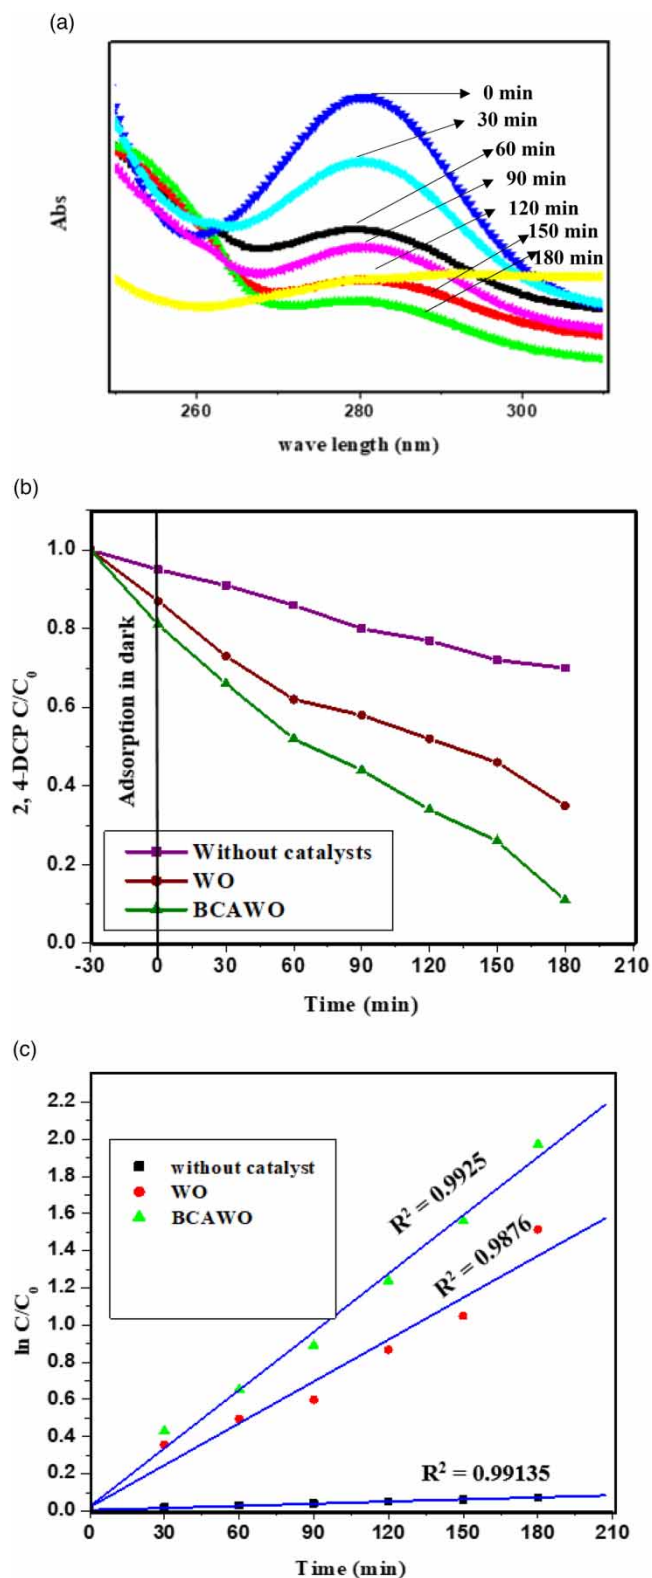 (a)
0 min
30 min
60 min
90 min
120 min
150 min
180 min
Abs
260 280 300
wave length (nm)
(b)
1.0
0.8
0.6
0.4
0.2
0.0
2, 4-DCP C/C₀
Adsorption in dark
Without catalysts
WO
BCAWO
-30 0 30 60 90 120 150 180 210
Time (min)
(c)
2.2
2.0
1.8
1.6
1.4
1.2
1.0
0.8
0.6
0.4
0.2
0.0
ln C/C₀
without catalyst
WO
BCAWO
R² = 0.9925
R² = 0.9876
R² = 0.99135
0 30 60 90 120 150 180 210
Time (min)